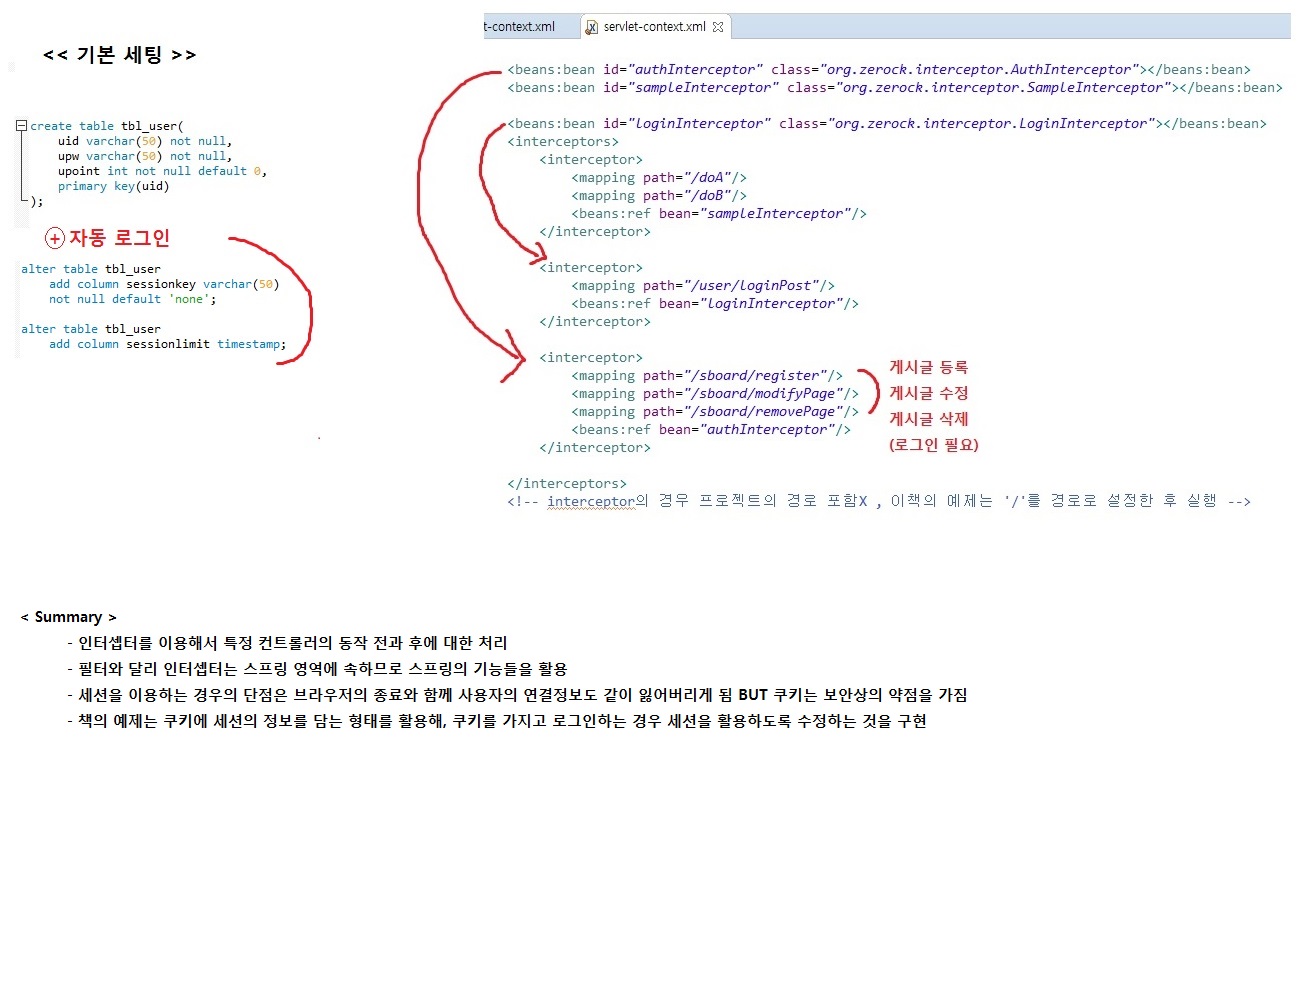 << 기본 세팅 >>
create table tbl_user(
uid varchar(50) not null,
upw varchar(50) not null,
upoint int not null default 0,
primary key(uid)
);
+ 자동 로그인
alter table tbl_user
add column sessionkey varchar(50)
not null default 'none';
alter table tbl_user
add column sessionlimit timestamp;
t-context.xml
servlet-context.xml
<beans:bean id="authInterceptor" class="org.zerock.interceptor.AuthInterceptor"></beans:bean>
<beans:bean id="sampleInterceptor" class="org.zerock.interceptor.SampleInterceptor"></beans:bean>
<beans:bean id="loginInterceptor" class="org.zerock.interceptor.LoginInterceptor"></beans:bean>
<interceptors>
<interceptor>
<mapping path="/doA"/>
<mapping path="/doB"/>
<beans:ref bean="sampleInterceptor"/>
</interceptor>
<interceptor>
<mapping path="/user/loginPost"/>
<beans:ref bean="loginInterceptor"/>
</interceptor>
<interceptor>
<mapping path="/sboard/register"/>
<mapping path="/sboard/modifyPage"/>
<mapping path="/sboard/removePage"/>
<beans:ref bean="authInterceptor"/>
</interceptor>
</interceptors>
<!-- interceptor의 경우 프로젝트의 경로 포함X , 이책의 예제는 '/'를 경로로 설정한 후 실행 -->
게시글 등록
게시글 수정
게시글 삭제
(로그인 필요)
< Summary >
- 인터셉터를 이용해서 특정 컨트롤러의 동작 전과 후에 대한 처리
- 필터와 달리 인터셉터는 스프링 영역에 속하므로 스프링의 기능들을 활용
- 세션을 이용하는 경우의 단점은 브라우저의 종료와 함께 사용자의 연결정보도 같이 잃어버리게 됨 BUT 쿠키는 보안상의 약점을 가짐
- 책의 예제는 쿠키에 세션의 정보를 담는 형태를 활용해, 쿠키를 가지고 로그인하는 경우 세션을 활용하도록 수정하는 것을 구현